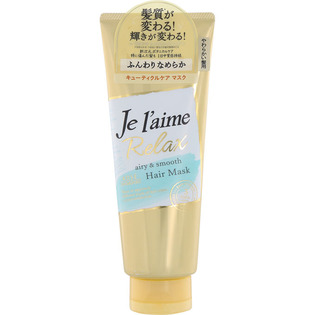 髪質が
変わる!
輝きが変わる!
ふんわりなめらか
キューティクルケア マスク
やわらかい髪用
Je l'aime
Relax
airy & smooth
Hair Mask